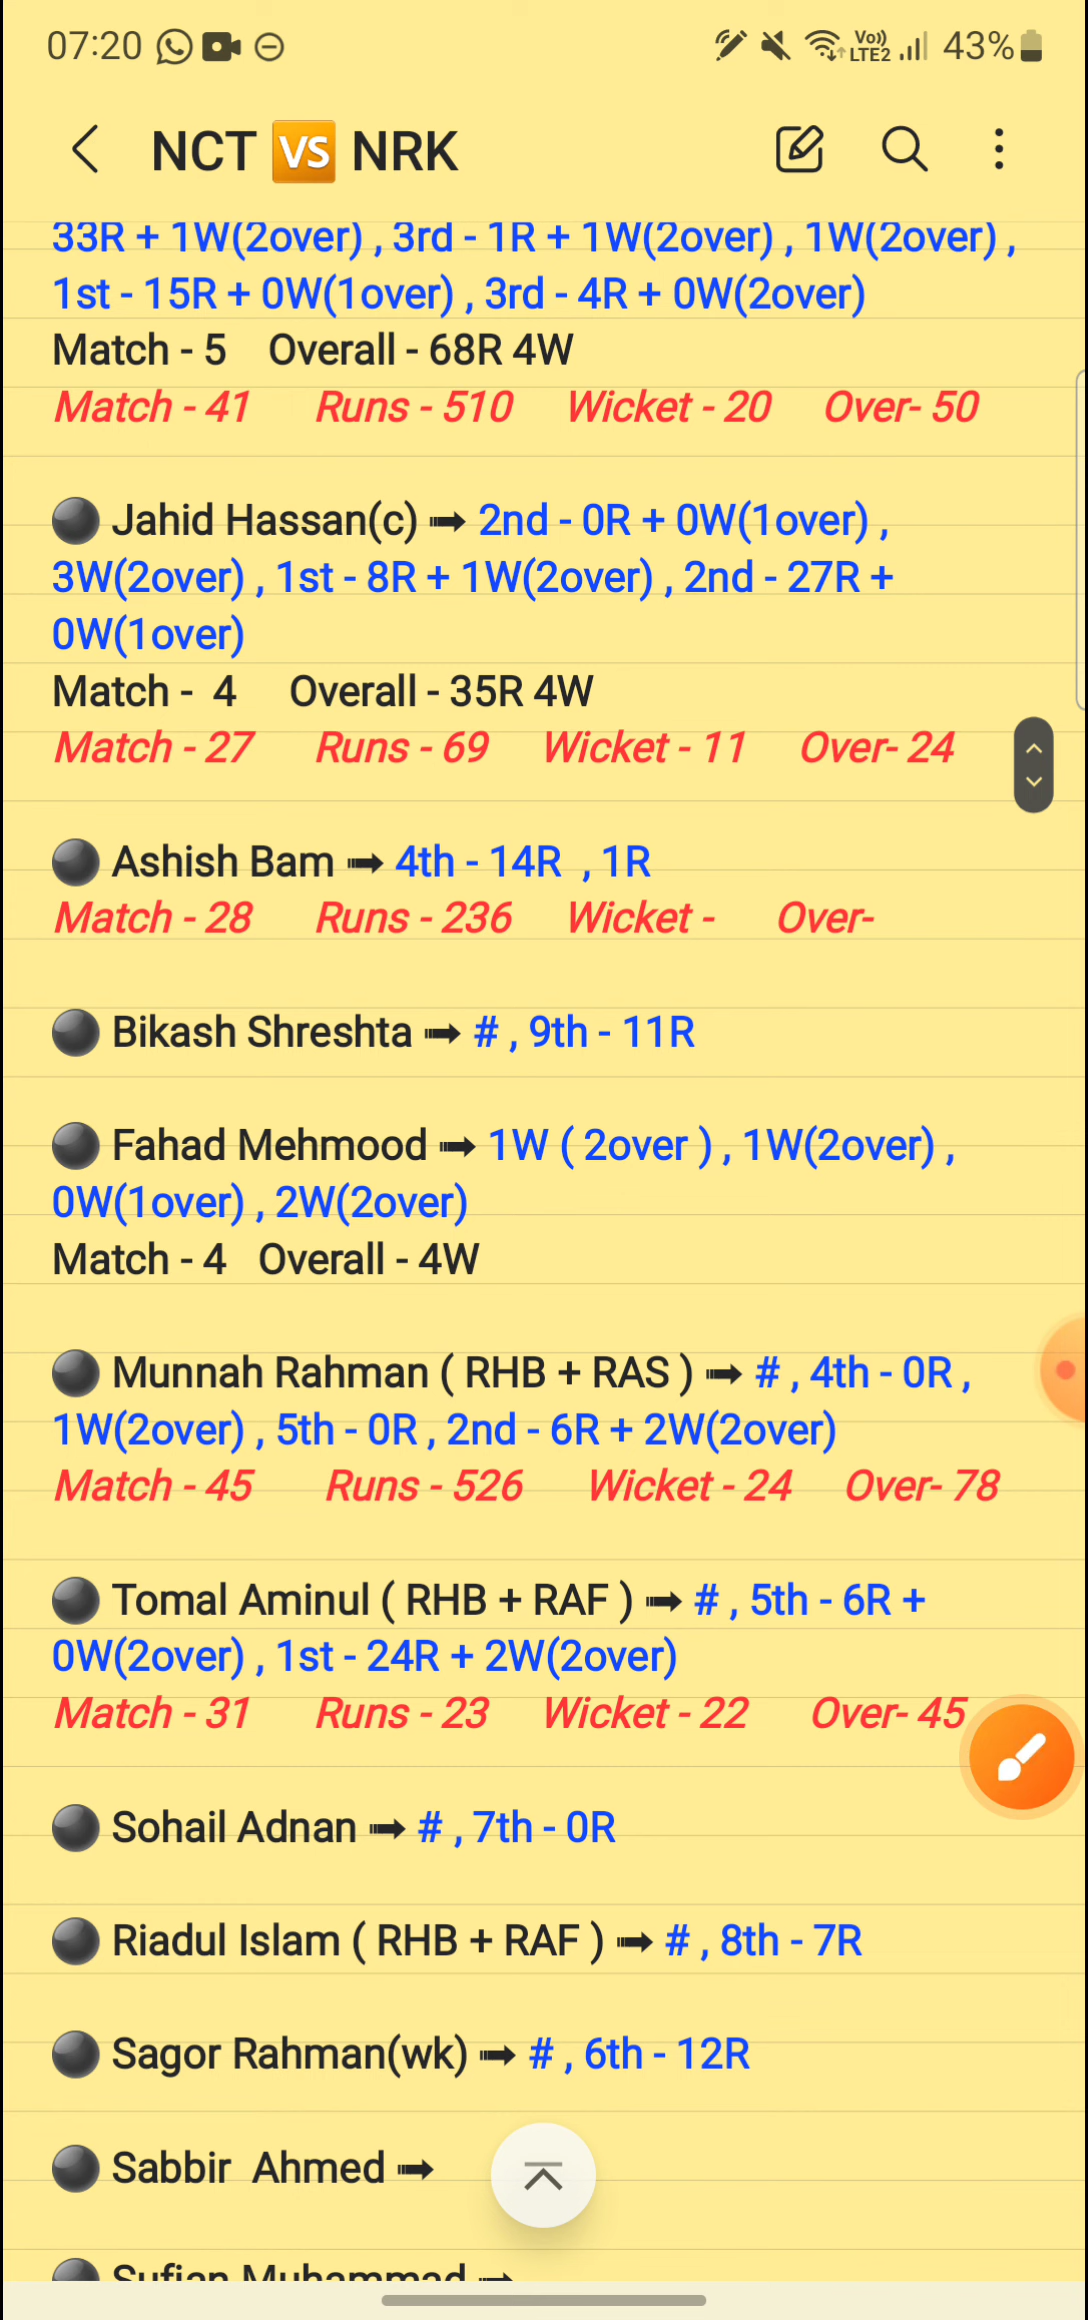 07:20 Vo)) LTE2 43%
NCT VS NRK
33R + 1W(2over) , 3rd - 1R + 1W(2over) , 1W(2over) ,
1st - 15R + 0W(1over) , 3rd - 4R + 0W(2over)
Match - 5 Overall - 68R 4W
Match - 41 Runs - 510 Wicket - 20 Over- 50
Jahid Hassan(c) ➟ 2nd - 0R + 0W(1over) ,
3W(2over) , 1st - 8R + 1W(2over) , 2nd - 27R +
0W(1over)
Match - 4 Overall - 35R 4W
Match - 27 Runs - 69 Wicket - 11 Over- 24
Ashish Bam ➟ 4th - 14R , 1R
Match - 28 Runs - 236 Wicket - Over-
Bikash Shreshta ➟ # , 9th - 11R
Fahad Mehmood ➟ 1W ( 2over ) , 1W(2over) ,
0W(1over) , 2W(2over)
Match - 4 Overall - 4W
Munnah Rahman ( RHB + RAS ) ➟ # , 4th - 0R ,
1W(2over) , 5th - 0R , 2nd - 6R + 2W(2over)
Match - 45 Runs - 526 Wicket - 24 Over- 78
Tomal Aminul ( RHB + RAF ) ➟ # , 5th - 6R +
0W(2over) , 1st - 24R + 2W(2over)
Match - 31 Runs - 23 Wicket - 22 Over- 45
Sohail Adnan ➟ # , 7th - 0R
Riadul Islam ( RHB + RAF ) ➟ # , 8th - 7R
Sagor Rahman(wk) ➟ # , 6th - 12R
Sabbir Ahmed ➟
Sufian Muhammad ➟